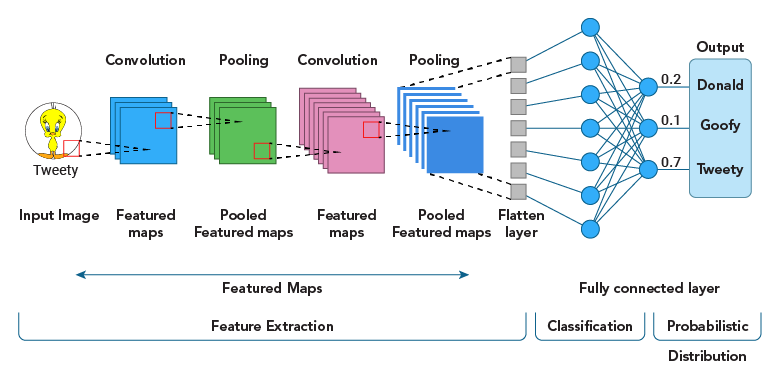 Convolution
Pooling
Convolution
Pooling
Output
0.2
Donald
0.1
Goofy
0.7
Tweety
Tweety
Input Image
Featured
maps
Pooled
Featured maps
Featured
maps
Pooled
Featured maps
Flatten
layer
Featured Maps
Fully connected layer
Feature Extraction
Classification
Probabilistic
Distribution